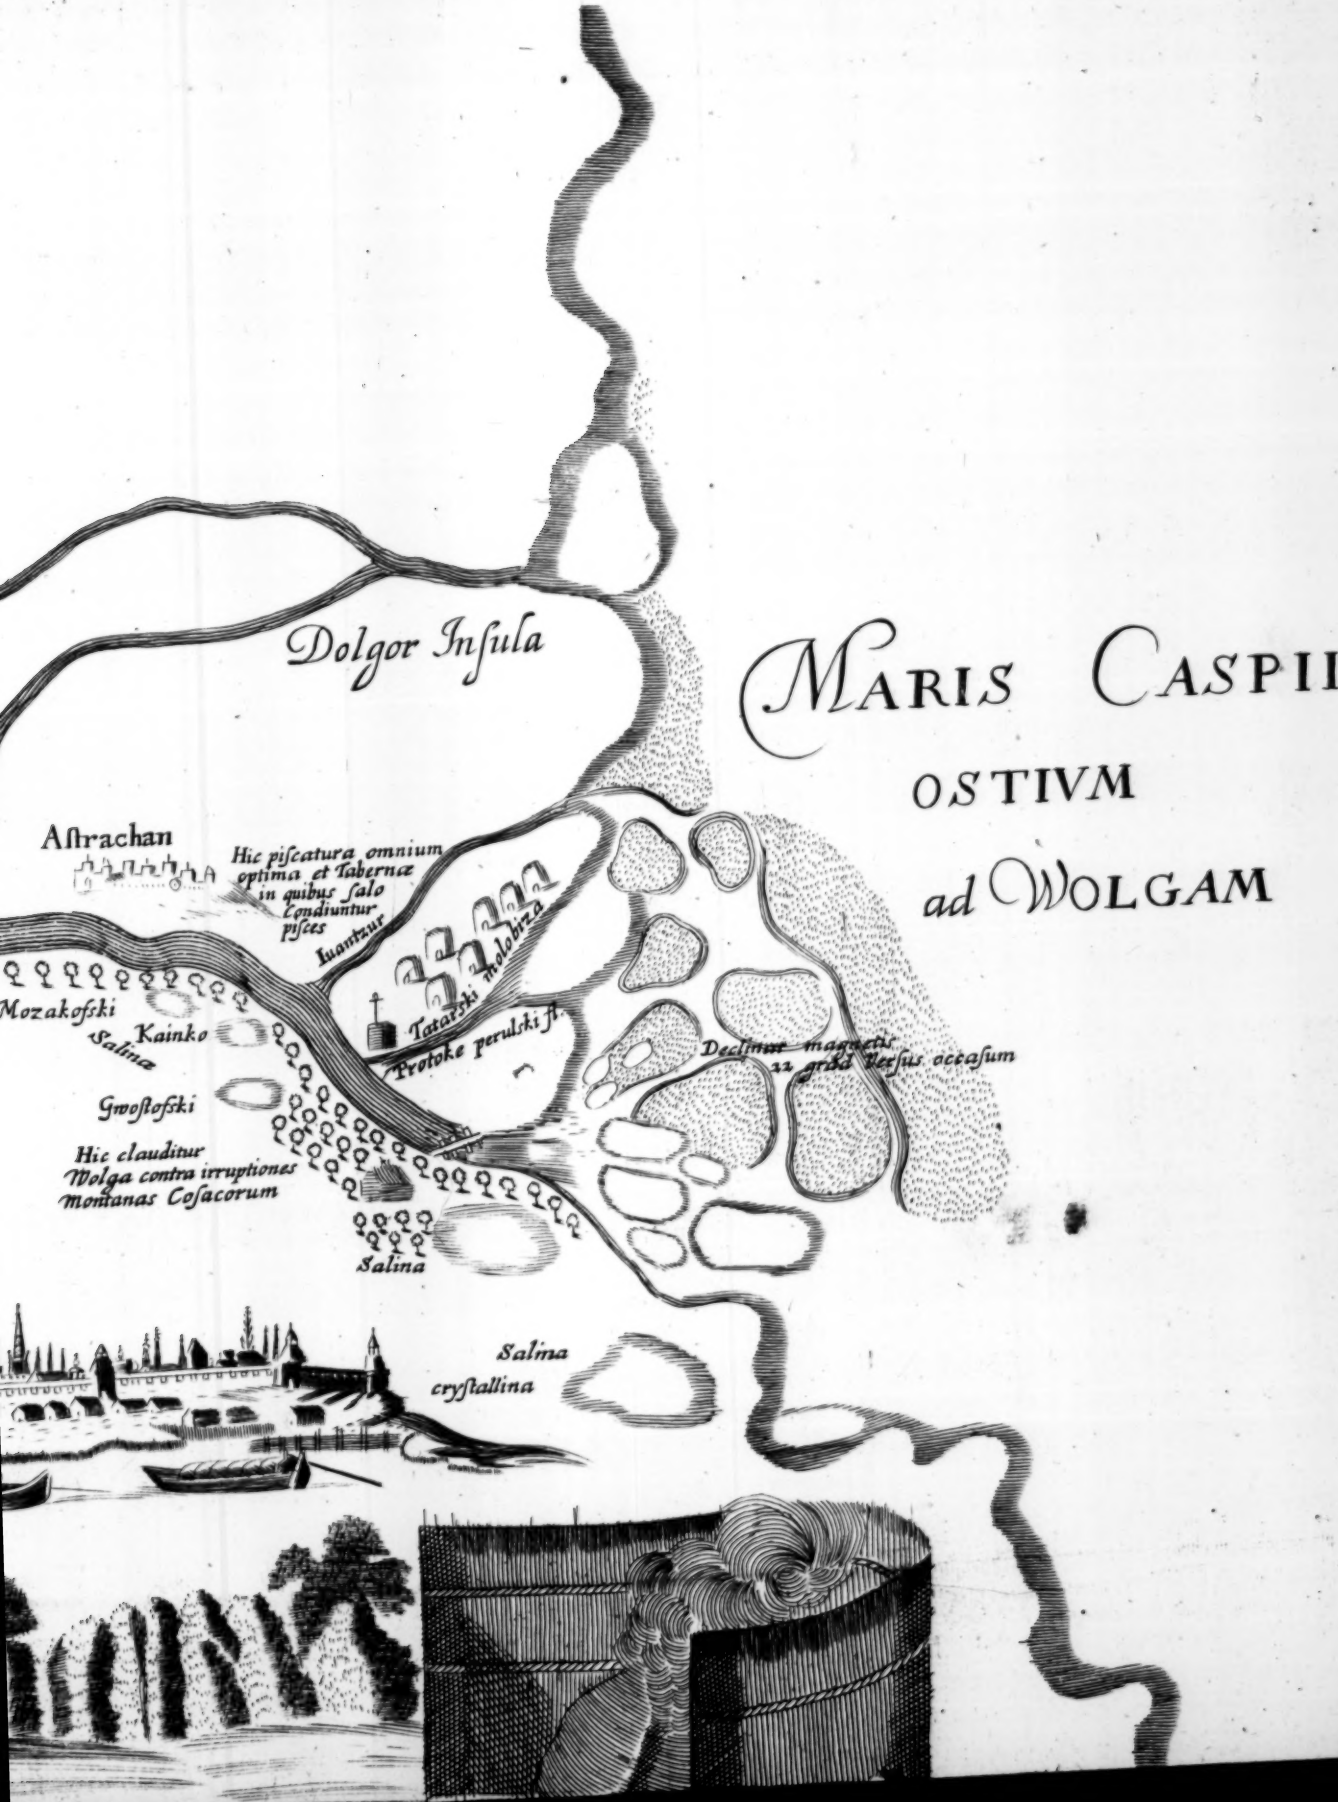 Dolgor Inſula
MARIS CASPII
OSTIVM
ad WOLGAM
Aſtrachan
Hic piſcatura omnium
optima et Tabernæ
in quibus ſalo
Condiuntur
piſces
Iuantzur
Tatarski molobiza
Protoke perulski fl.
Mozakofski
Salinæ
Kainko
Gwoſtofski
Declinat magnetis
22 grad verſus occaſum
Hic clauditur
Wolga contra irruptiones
Montanas Coſacorum
Salina
Salina
cryſtallina